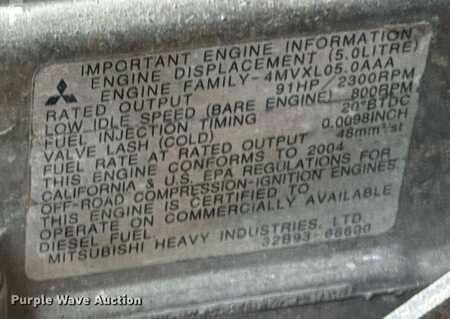 IMPORTANT ENGINE INFORMATION
ENGINE DISPLACEMENT (5.0LITRE)
ENGINE FAMILY-4MVXL05.0AAA
RATED OUTPUT 91HP/2300RPM
LOW IDLE SPEED (BARE ENGINE) 800RPM
FUEL INJECTION TIMING 20°BTDC
VALVE LASH (COLD) 0.0098INCH
FUEL RATE AT RATED OUTPUT 48mm³/st
THIS ENGINE CONFORMS TO 2004
CALIFORNIA & U.S. EPA REGULATIONS FOR
OFF-ROAD COMPRESSION-IGNITION ENGINES.
THIS ENGINE IS CERTIFIED TO
OPERATE ON COMMERCIALLY AVAILABLE
DIESEL FUEL.
MITSUBISHI HEAVY INDUSTRIES, LTD.
Purple Wave Auction